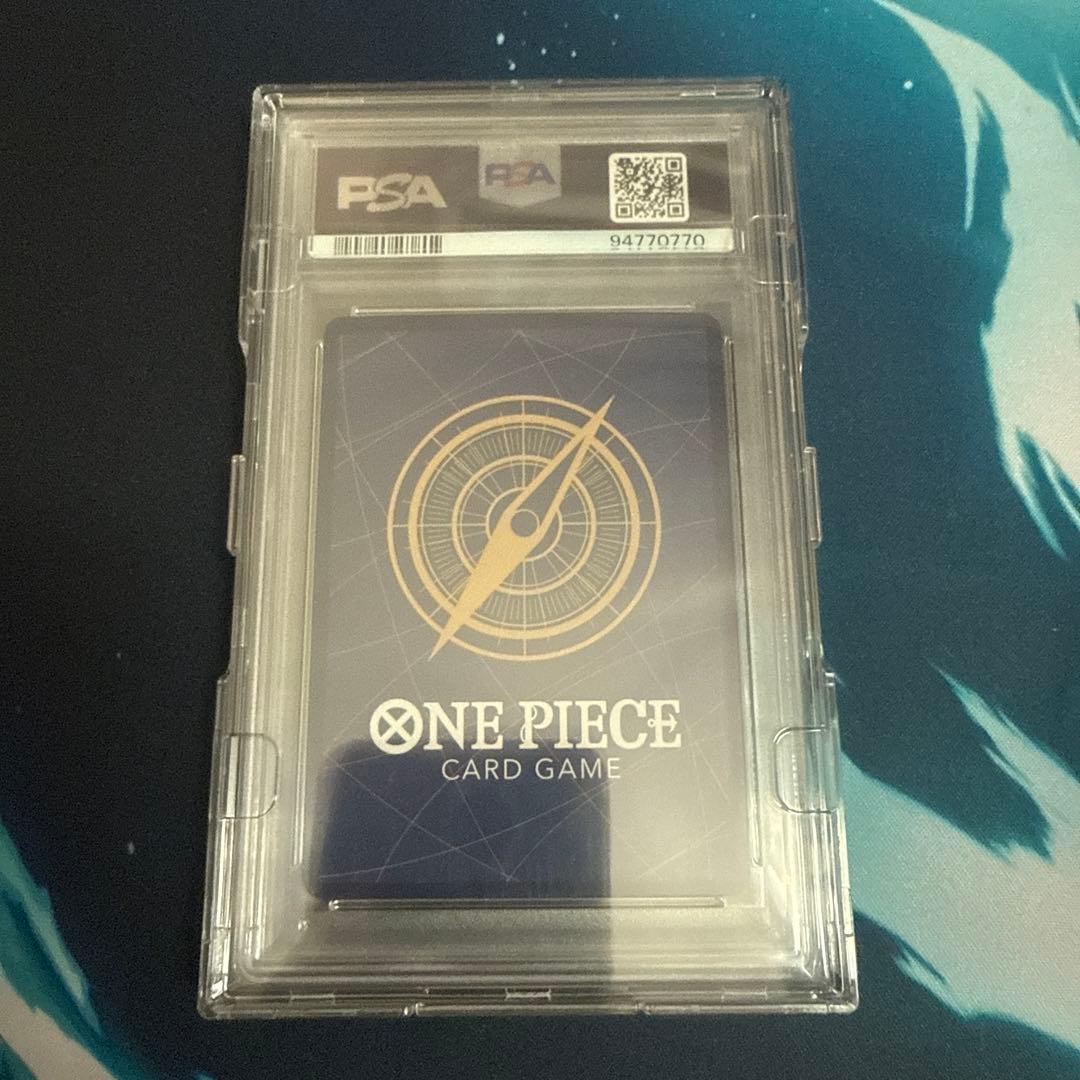 PSA PSA
94770770
ONE PIECE
CARD GAME